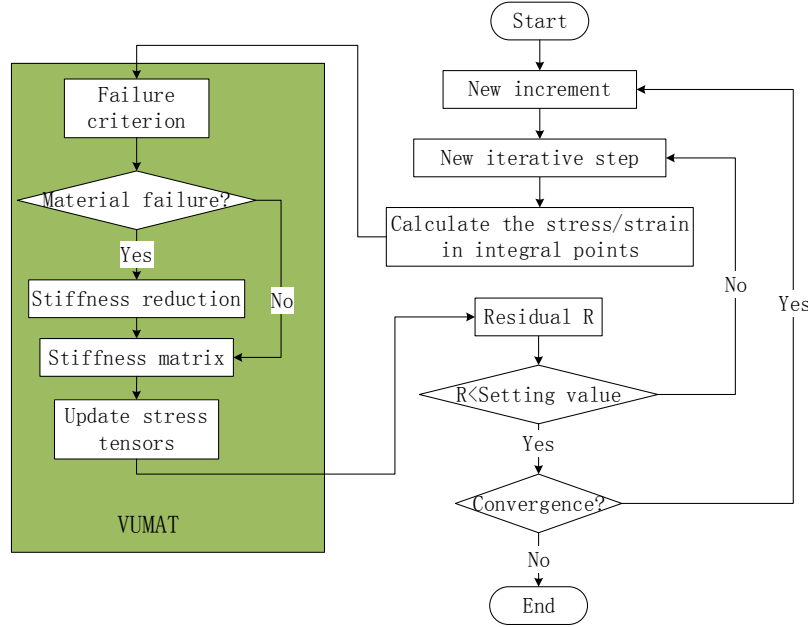 Start
New increment
New iterative step
Calculate the stress/strain
in integral points
Failure
criterion
Material failure?
Yes
No
Stiffness reduction
Stiffness matrix
Update stress
tensors
VUMAT
Residual R
R<Setting value
No
Yes
Yes
Convergence?
No
End